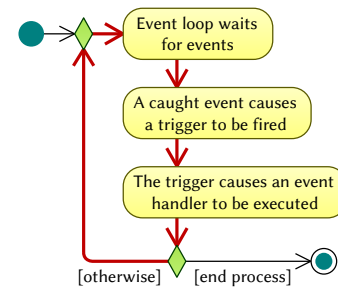 Event loop waits
for events
A caught event causes
a trigger to be fired
The trigger causes an event
handler to be executed
[otherwise]
[end process]